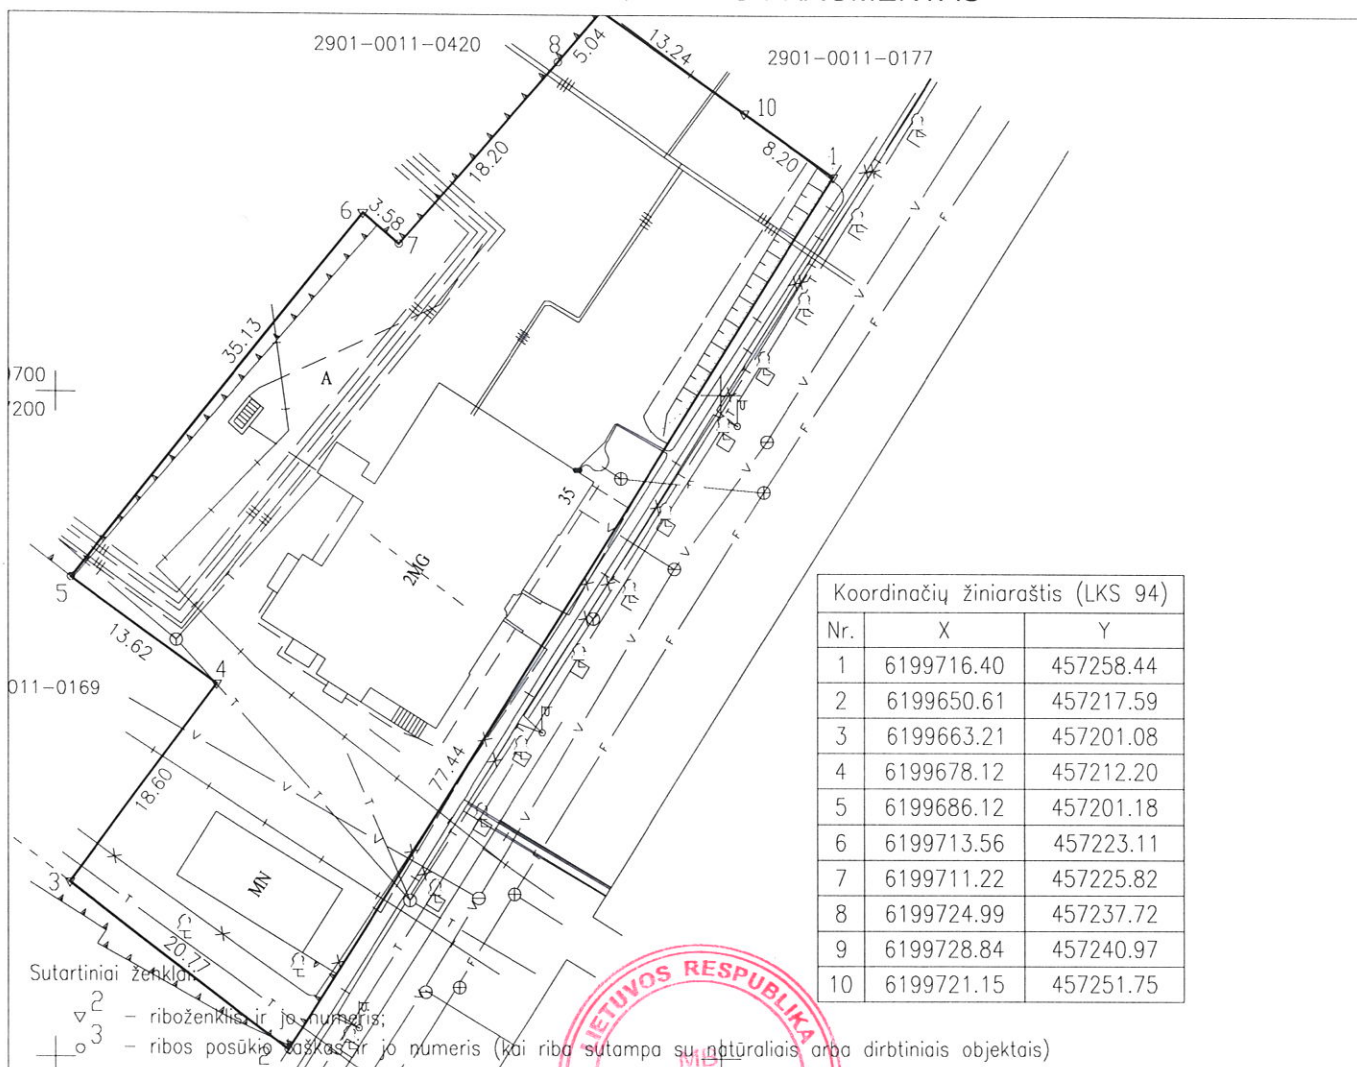 2901-0011-0420
8
5.04
13.24
2901-0011-0177
10
8.20
1
18.20
6
3.58
7
35.13
A
700
200
35
2MG
5
13.62
4
011-0169
77.44
18.60
MN
3
20.77
Koordinačių žiniaraštis (LKS 94)
Nr. X Y
1 6199716.40 457258.44
2 6199650.61 457217.59
3 6199663.21 457201.08
4 6199678.12 457212.20
5 6199686.12 457201.18
6 6199713.56 457223.11
7 6199711.22 457225.82
8 6199724.99 457237.72
9 6199728.84 457240.97
10 6199721.15 457251.75
Sutartiniai ženklai:
2 – riboženklis ir jo numeris;
3 – ribos posūkio taškas ir jo numeris (kai riba sutampa su natūraliais arba dirbtiniais objektais)
LIETUVOS RESPUBLIKA
MB